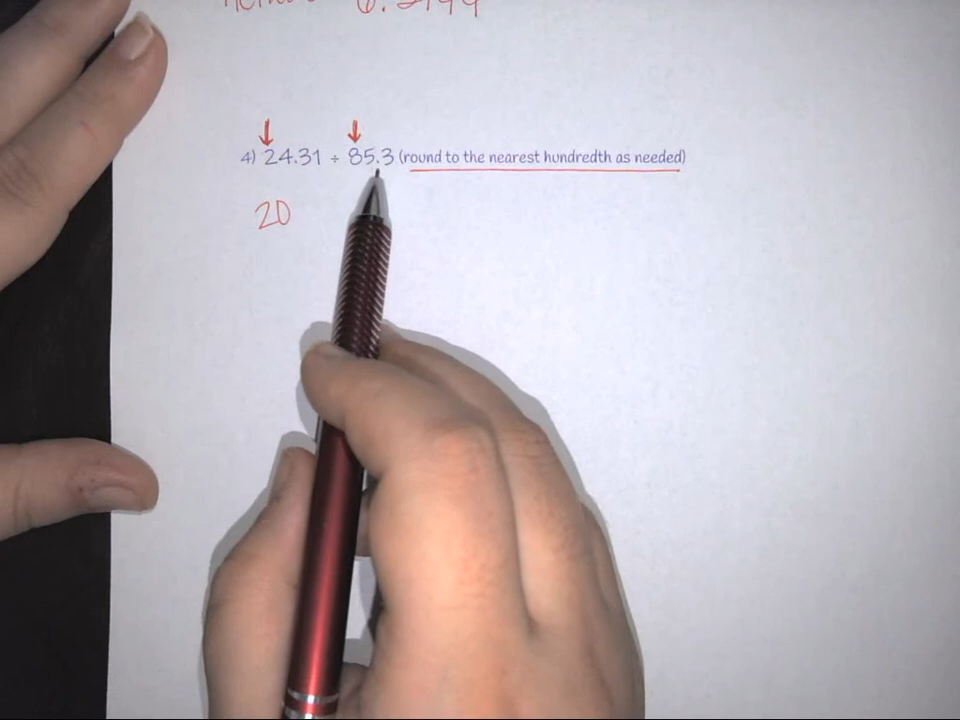 4) 24.31 ÷ 85.3 (round to the nearest hundredth as needed)
20